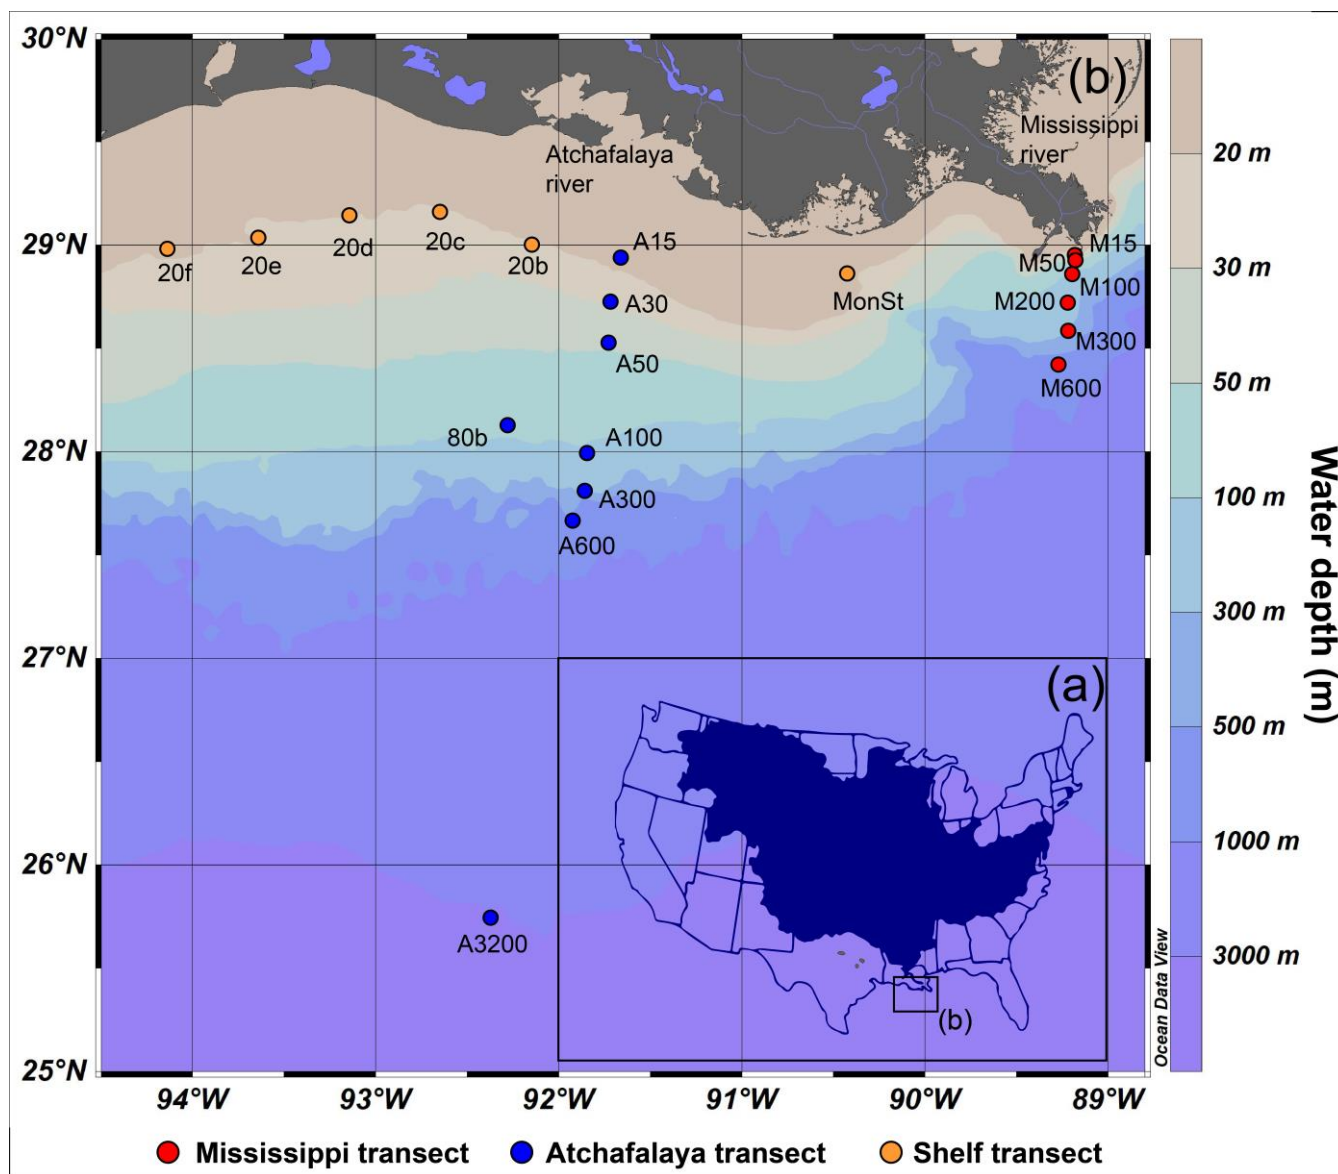 30°N
29°N
28°N
27°N
26°N
25°N
94°W
93°W
92°W
91°W
90°W
89°W
(b)
Mississippi
river
Atchafalaya
river
20f
20e
20d
20c
20b
A15
A30
A50
80b
A100
A300
A600
A3200
MonSt
M15
M50
M100
M200
M300
M600
(a)
(b)
Ocean Data View
20 m
30 m
50 m
100 m
300 m
500 m
1000 m
3000 m
Water depth (m)
Mississippi transect
Atchafalaya transect
Shelf transect